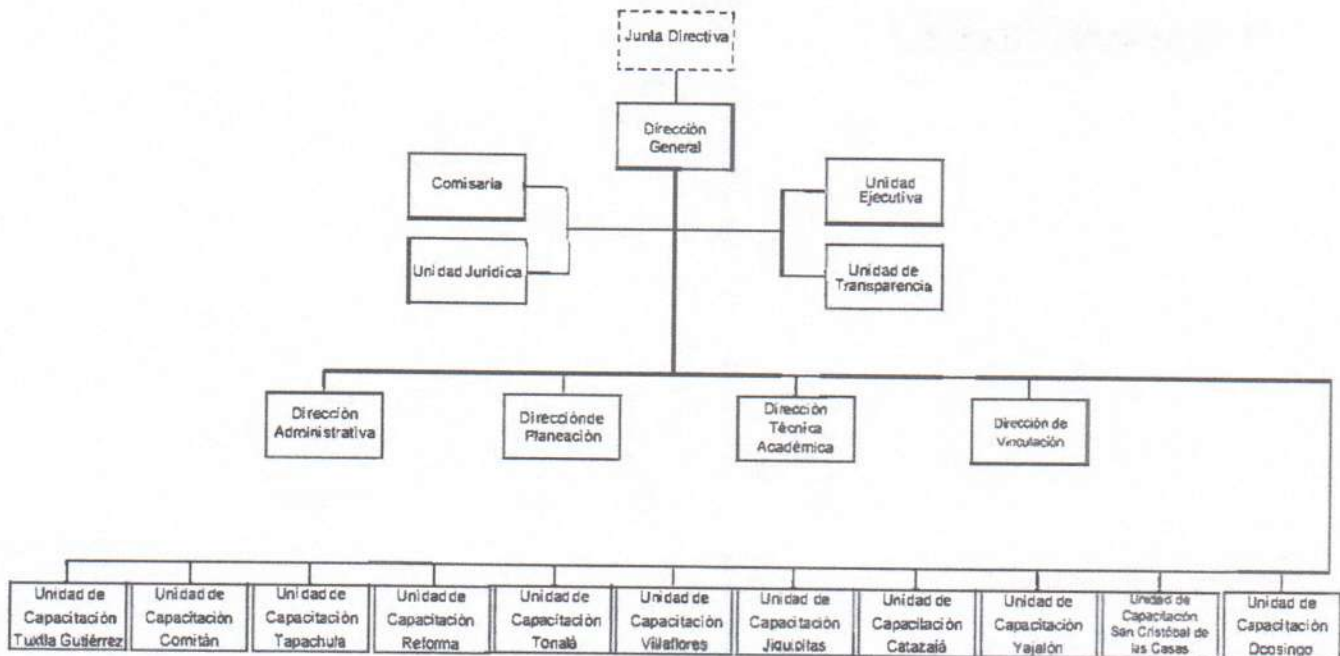 Junta Directiva
Dirección
General
Comisaria
Unidad
Ejecutiva
Unidad Jurídica
Unidad de
Transparencia
Dirección
Administrativa
Dirección de
Planeación
Dirección
Técnica
Académica
Dirección de
Vinculación
Unidad de
Capacitación
Tuxtla Gutiérrez
Unidad de
Capacitación
Comitán
Unidad de
Capacitación
Tapachula
Unidad de
Capacitación
Reforma
Unidad de
Capacitación
Tonalá
Unidad de
Capacitación
Villaflores
Unidad de
Capacitación
Jiquipilas
Unidad de
Capacitación
Catazajá
Unidad de
Capacitación
Yajalón
Unidad de
Capacitación
San Cristóbal de
las Casas
Unidad de
Capacitación
Ocosingo